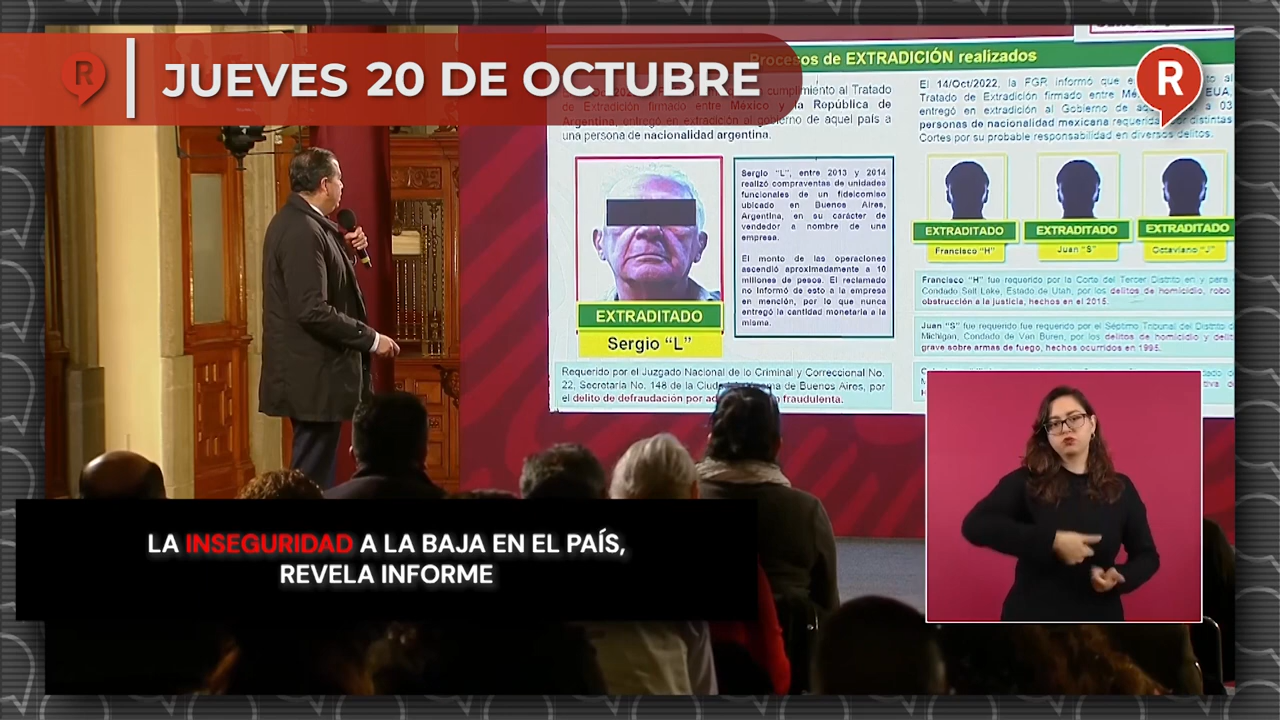 R
JUEVES 20 DE OCTUBRE
R
Procesos de EXTRADICIÓN realizados
cumplimiento al Tratado
de Extradición firmado entre México y la República de
Argentina, entregó en extradición al gobierno de aquel país a
una persona de nacionalidad argentina.
Sergio "L", entre 2013 y 2014
realizó compraventas de unidades
funcionales de un fideicomiso
ubicado en Buenos Aires,
Argentina, en su carácter de
vendedor a nombre de una
empresa.
El monto de las operaciones
ascendió aproximadamente a 10
millones de pesos. El reclamado
no informó de esto a la empresa
en mención, por lo que nunca
entregó la cantidad monetaria a la
misma.
EXTRADITADO
Sergio "L"
Requerido por el Juzgado Nacional de lo Criminal y Correccional No.
22, Secretaría No. 148 de la Ciudad de Buenos Aires, por
el delito de defraudación por fraudulenta.
El 14/Oct/2022, la FGR informó que al
Tratado de Extradición firmado entre EUA,
entregó en extradición al Gobierno de a 03
personas de nacionalidad mexicana requeridas por distintas
Cortes por su probable responsabilidad en diversos delitos.
EXTRADITADO EXTRADITADO EXTRADITADO
Francisco "H" Juan "S" Octaviano "J"
Francisco "H" fue requerido por la Corte del Tercer Distrito en y para
Condado Salt Lake, Estado de Utah, por los delitos de homicidio, robo
obstrucción a la justicia, hechos en el 2015.
Juan "S" fue requerido fue requerido por el Séptimo Tribunal del Distrito
Michigan, Condado de Van Buren, por los delitos de homicidio y
grave sobre armas de fuego, hechos ocurridos en 1995.
LA INSEGURIDAD A LA BAJA EN EL PAÍS,
REVELA INFORME